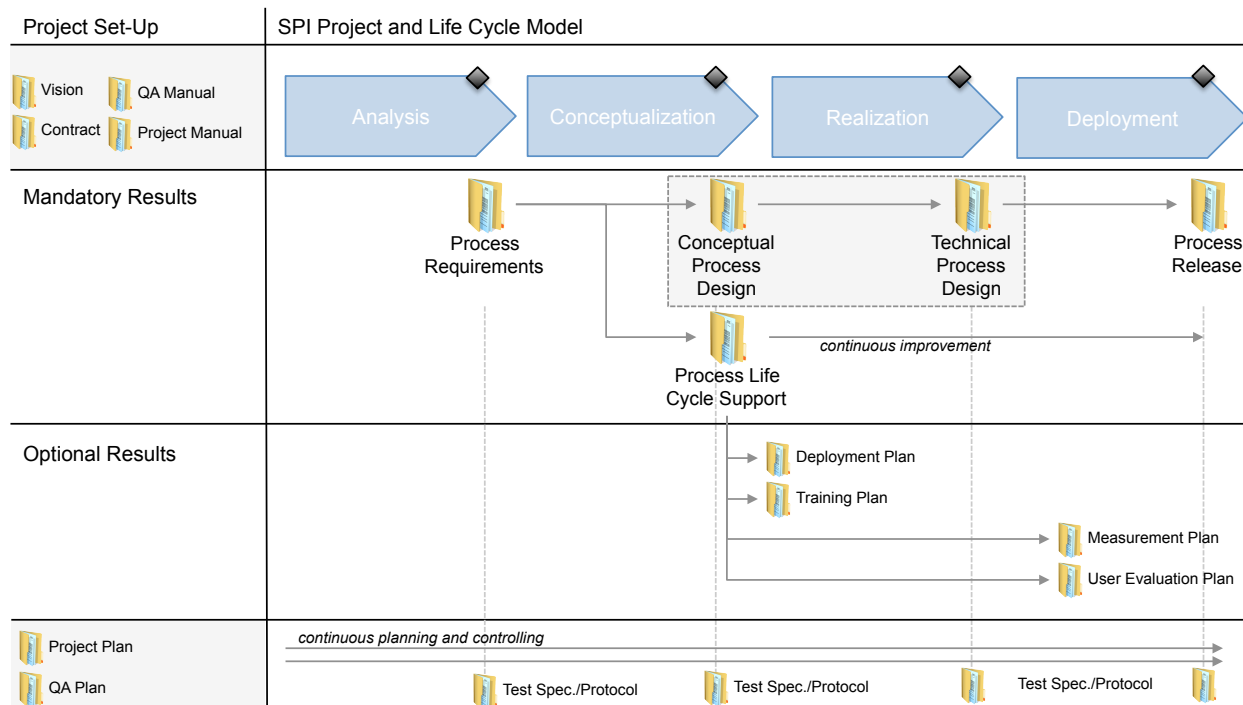 Project Set-Up
SPI Project and Life Cycle Model
Vision
QA Manual
Contract
Project Manual
Analysis
Conceptualization
Realization
Deployment
Mandatory Results
Process
Requirements
Conceptual
Process
Design
Technical
Process
Design
Process
Release
continuous improvement
Process Life
Cycle Support
Optional Results
Deployment Plan
Training Plan
Measurement Plan
User Evaluation Plan
Project Plan
QA Plan
continuous planning and controlling
Test Spec./Protocol
Test Spec./Protocol
Test Spec./Protocol